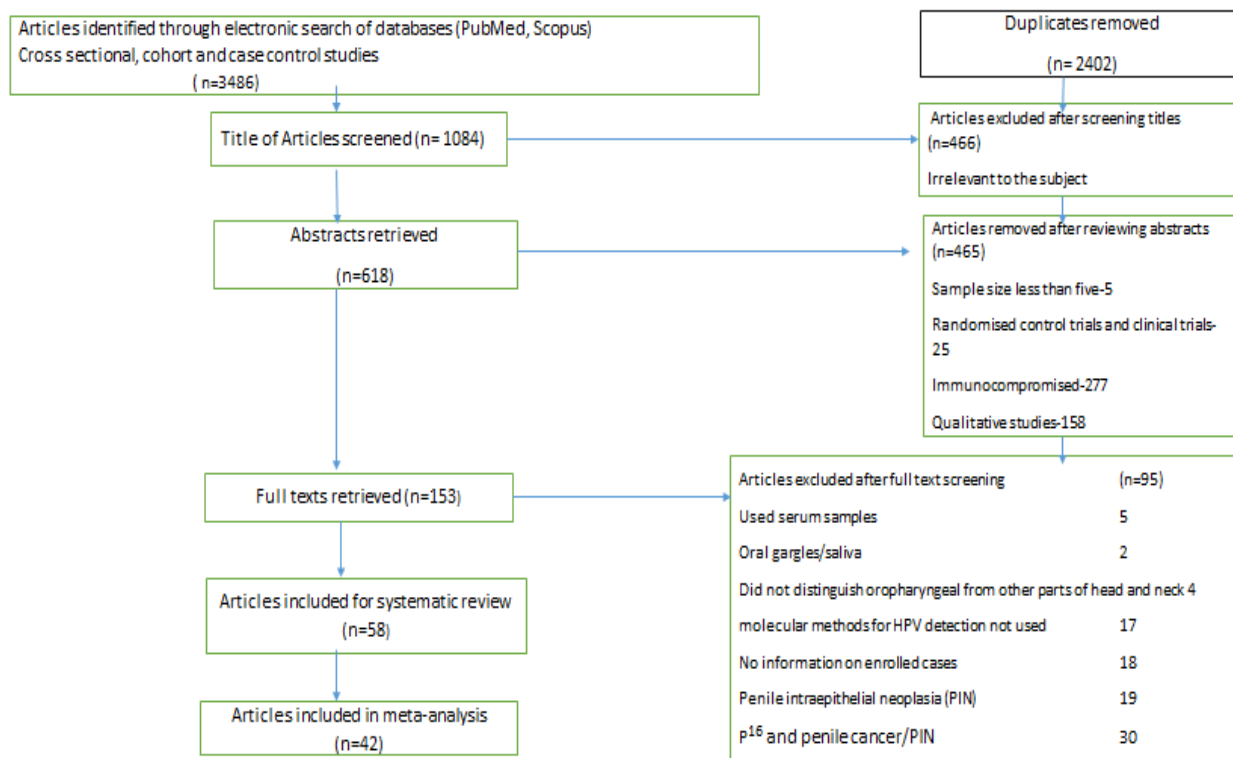 Articles identified through electronic search of databases (PubMed, Scopus)
Cross sectional, cohort and case control studies
( n=3486)
Duplicates removed
(n= 2402)
Title of Articles screened (n= 1084)
Articles excluded after screening titles
(n=466)
Irrelevant to the subject
Abstracts retrieved
(n=618)
Articles removed after reviewing abstracts
(n=465)
Sample size less than five-5
Randomised control trials and clinical trials-
25
Immunocompromised-277
Qualitative studies-158
Full texts retrieved (n=153)
Articles excluded after full text screening (n=95)
Used serum samples 5
Oral gargles/saliva 2
Did not distinguish oropharyngeal from other parts of head and neck 4
molecular methods for HPV detection not used 17
No information on enrolled cases 18
Penile intraepithelial neoplasia (PIN) 19
P16 and penile cancer/PIN 30
Articles included for systematic review
(n=58)
Articles included in meta-analysis
(n=42)